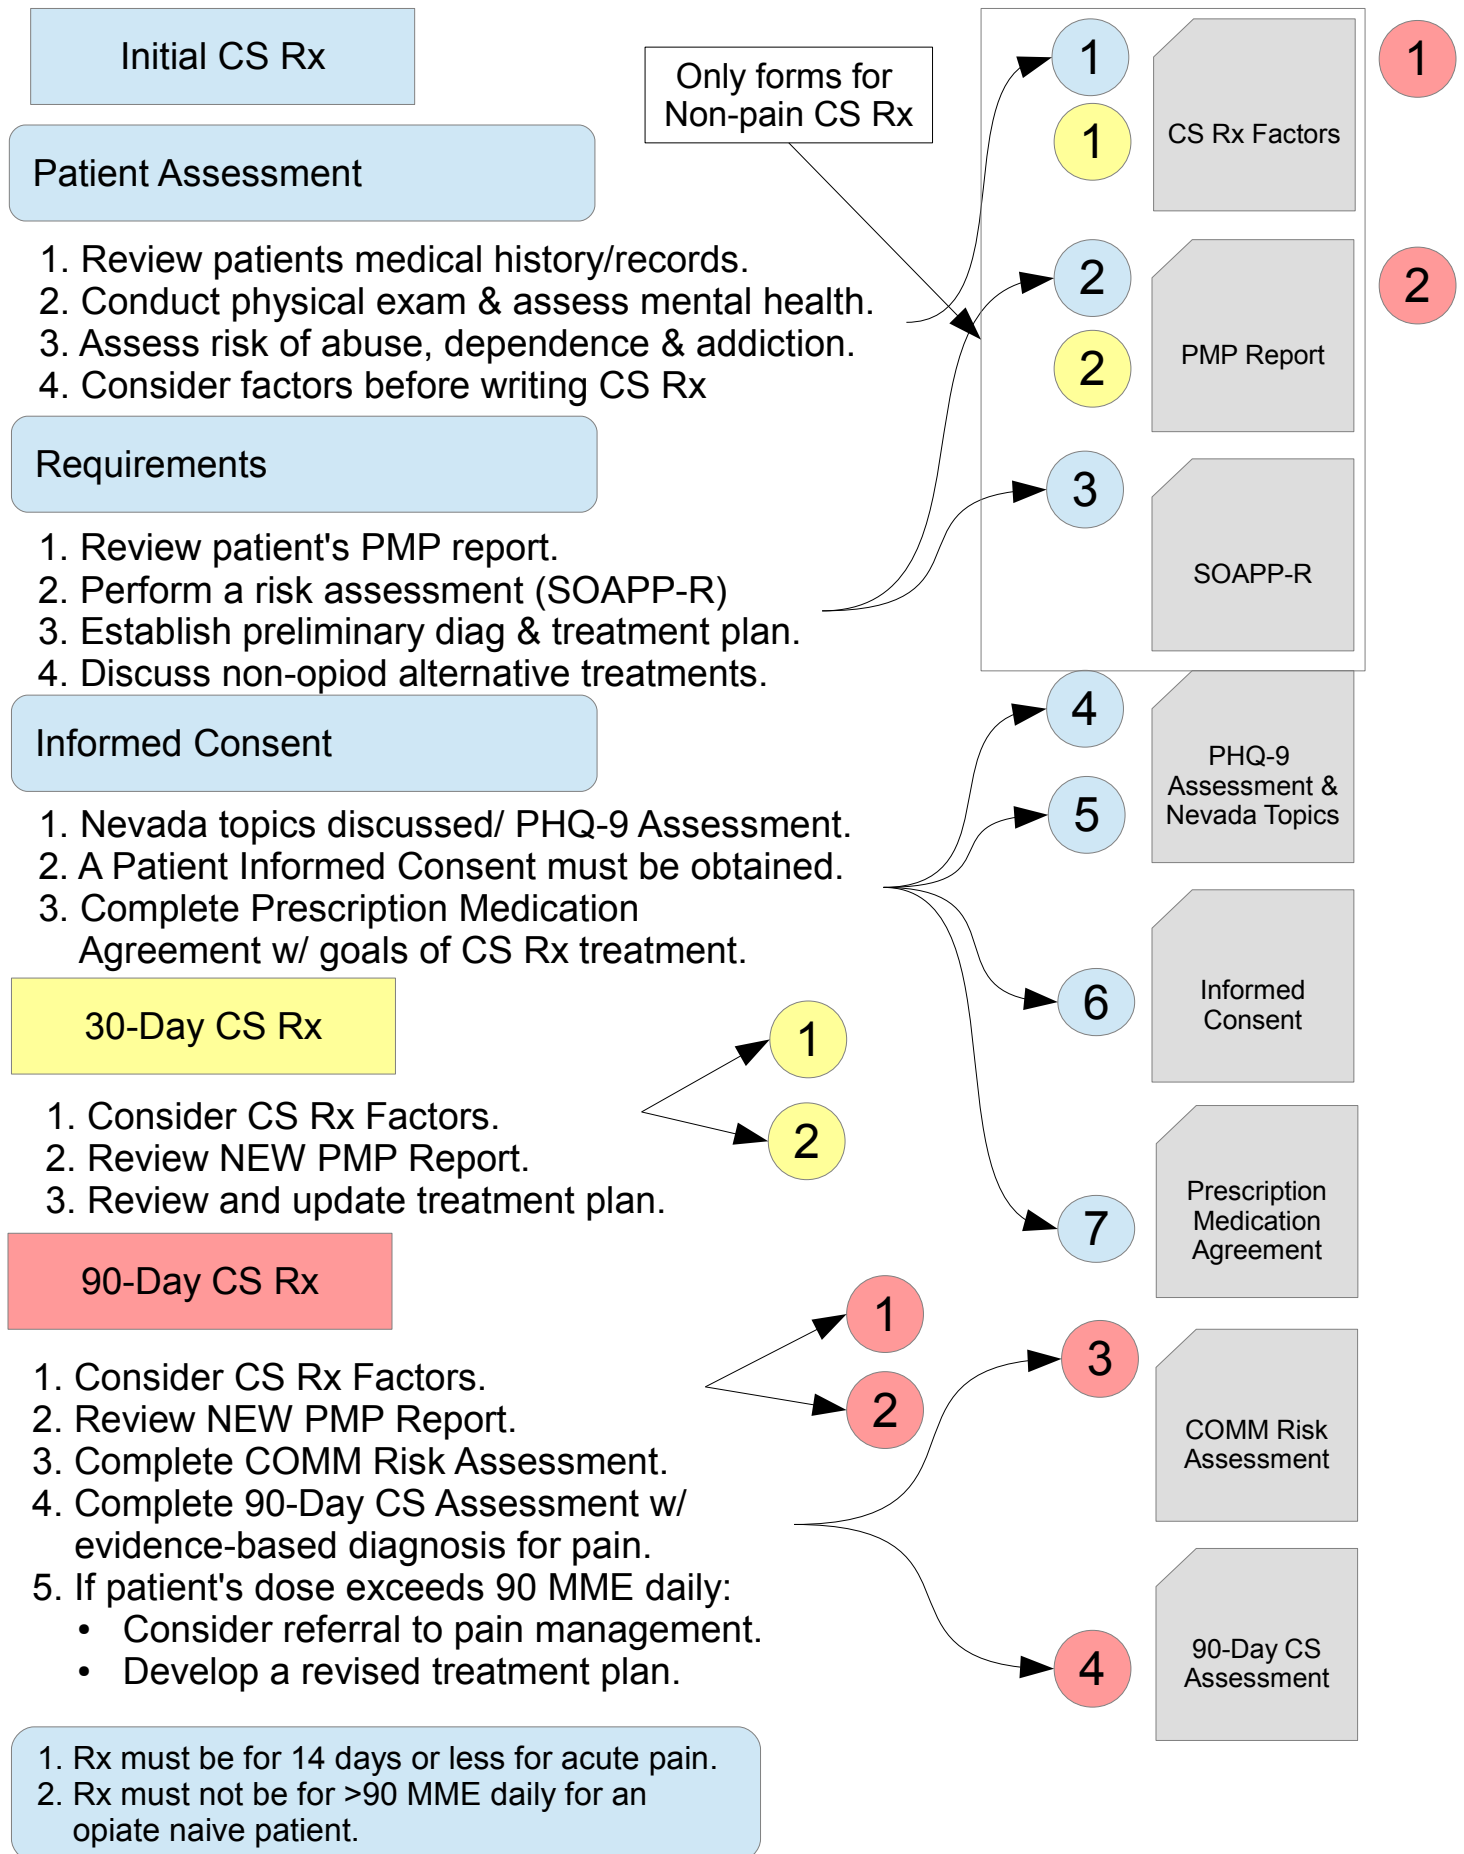 Initial CS Rx
Only forms for
Non-pain CS Rx
Patient Assessment
1. Review patients medical history/records.
2. Conduct physical exam & assess mental health.
3. Assess risk of abuse, dependence & addiction.
4. Consider factors before writing CS Rx
Requirements
1. Review patient's PMP report.
2. Perform a risk assessment (SOAPP-R)
3. Establish preliminary diag & treatment plan.
4. Discuss non-opiod alternative treatments.
Informed Consent
1. Nevada topics discussed/ PHQ-9 Assessment.
2. A Patient Informed Consent must be obtained.
3. Complete Prescription Medication
Agreement w/ goals of CS Rx treatment.
30-Day CS Rx
1. Consider CS Rx Factors.
2. Review NEW PMP Report.
3. Review and update treatment plan.
1
2
90-Day CS Rx
1. Consider CS Rx Factors.
2. Review NEW PMP Report.
3. Complete COMM Risk Assessment.
4. Complete 90-Day CS Assessment w/
evidence-based diagnosis for pain.
5. If patient's dose exceeds 90 MME daily:
• Consider referral to pain management.
• Develop a revised treatment plan.
1
2
1. Rx must be for 14 days or less for acute pain.
2. Rx must not be for >90 MME daily for an
opiate naive patient.
1
1
CS Rx Factors
1
2
2
PMP Report
2
3
SOAPP-R
4
5
PHQ-9
Assessment &
Nevada Topics
6
Informed
Consent
7
Prescription
Medication
Agreement
3
COMM Risk
Assessment
4
90-Day CS
Assessment